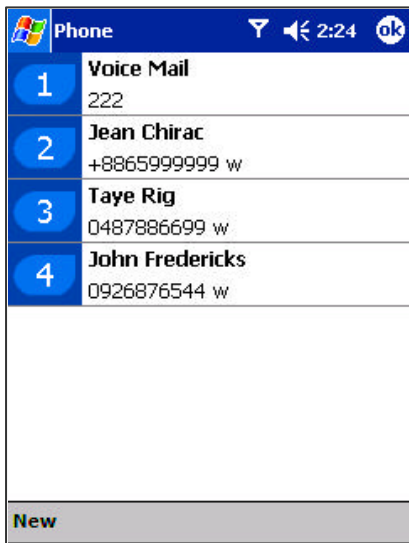 Phone 2:24 ok
1 Voice Mail
222
2 Jean Chirac
+8865999999 w
3 Taye Rig
0487886699 w
4 John Fredericks
0926876544 w
New